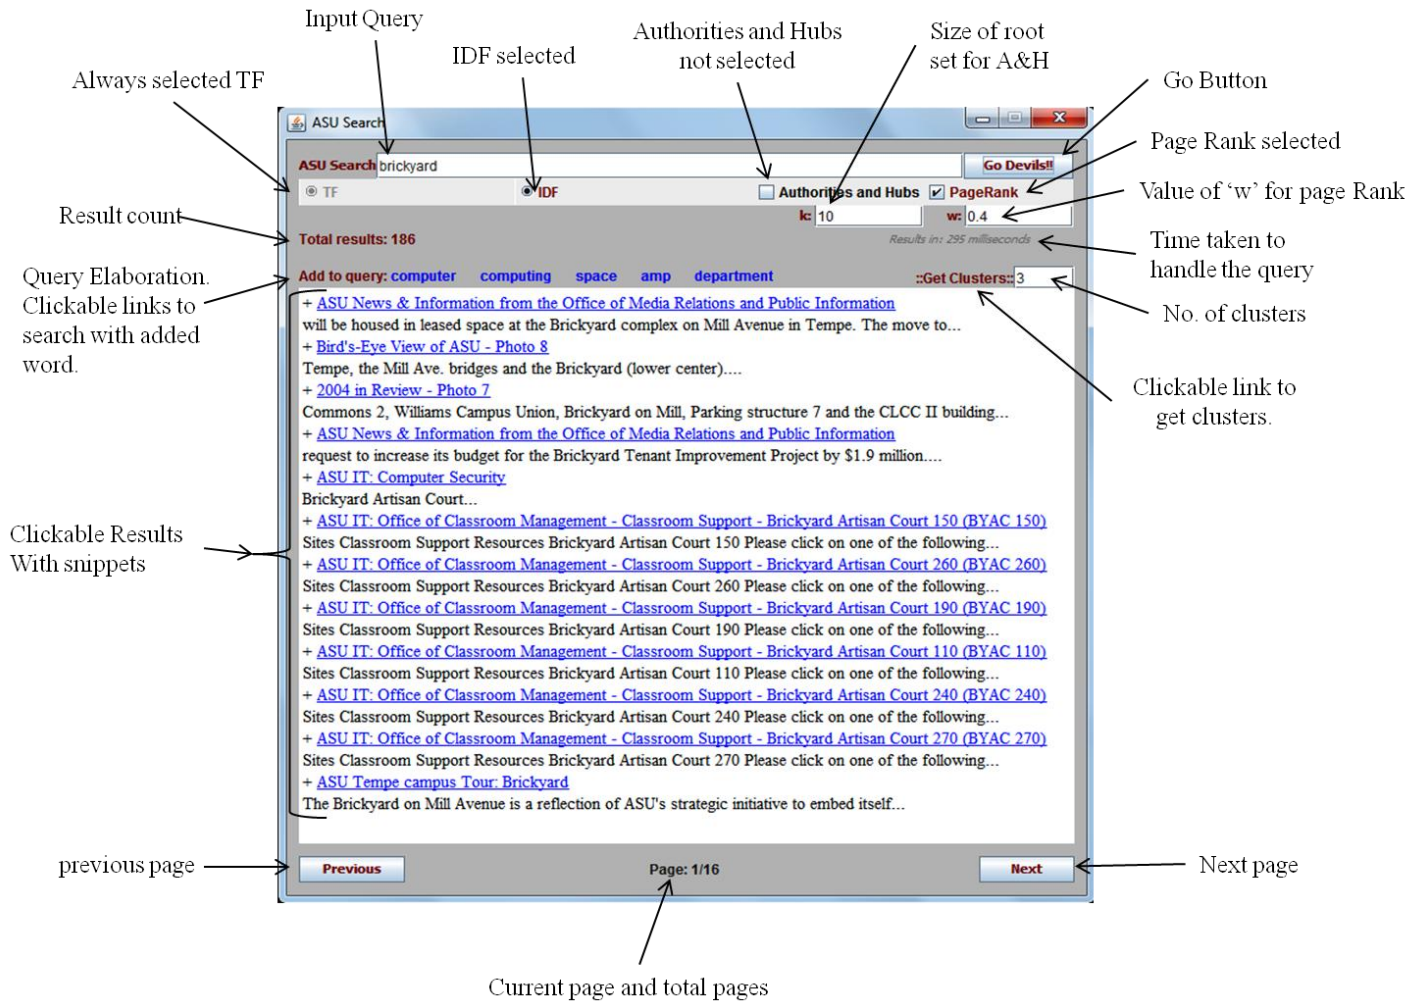 Input Query
IDF selected
Authorities and Hubs
not selected
Size of root
set for A&H
Always selected TF
Go Button
ASU Search
Page Rank selected
ASU Search brickyard Go Devils!!
TF IDF Authorities and Hubs PageRank
Value of ‘w’ for page Rank
k: 10 w: 0.4
Result count
Total results: 186 Results in: 295 milliseconds
Time taken to
handle the query
Query Elaboration.
Clickable links to
search with added
word.
Add to query: computer computing space amp department ::Get Clusters:: 3
No. of clusters
Clickable link to
get clusters.
+ ASU News & Information from the Office of Media Relations and Public Information
will be housed in leased space at the Brickyard complex on Mill Avenue in Tempe. The move to...
+ Bird's-Eye View of ASU - Photo 8
Tempe, the Mill Ave. bridges and the Brickyard (lower center)....
+ 2004 in Review - Photo 7
Commons 2, Williams Campus Union, Brickyard on Mill, Parking structure 7 and the CLCC II building...
+ ASU News & Information from the Office of Media Relations and Public Information
request to increase its budget for the Brickyard Tenant Improvement Project by $1.9 million....
+ ASU IT: Computer Security
Brickyard Artisan Court...
+ ASU IT: Office of Classroom Management - Classroom Support - Brickyard Artisan Court 150 (BYAC 150)
Sites Classroom Support Resources Brickyard Artisan Court 150 Please click on one of the following...
+ ASU IT: Office of Classroom Management - Classroom Support - Brickyard Artisan Court 260 (BYAC 260)
Sites Classroom Support Resources Brickyard Artisan Court 260 Please click on one of the following...
+ ASU IT: Office of Classroom Management - Classroom Support - Brickyard Artisan Court 190 (BYAC 190)
Sites Classroom Support Resources Brickyard Artisan Court 190 Please click on one of the following...
+ ASU IT: Office of Classroom Management - Classroom Support - Brickyard Artisan Court 110 (BYAC 110)
Sites Classroom Support Resources Brickyard Artisan Court 110 Please click on one of the following...
+ ASU IT: Office of Classroom Management - Classroom Support - Brickyard Artisan Court 240 (BYAC 240)
Sites Classroom Support Resources Brickyard Artisan Court 240 Please click on one of the following...
+ ASU IT: Office of Classroom Management - Classroom Support - Brickyard Artisan Court 270 (BYAC 270)
Sites Classroom Support Resources Brickyard Artisan Court 270 Please click on one of the following...
+ ASU Tempe campus Tour: Brickyard
The Brickyard on Mill Avenue is a reflection of ASU's strategic initiative to embed itself...
Clickable Results
With snippets
previous page
Previous Page: 1/16 Next
Next page
Current page and total pages